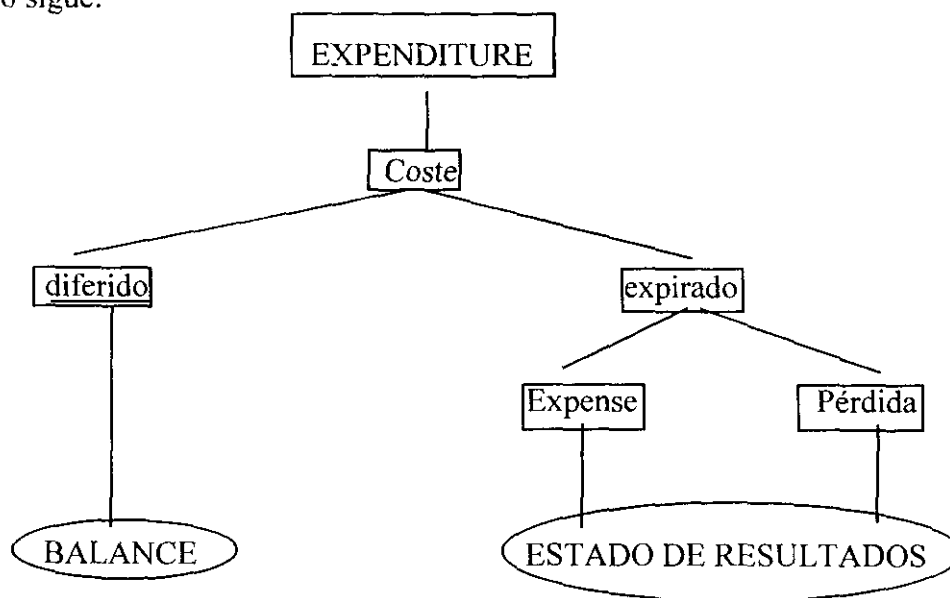 o sigue:
EXPENDITURE
Coste
diferido
expirado
Expense
Pérdida
BALANCE
ESTADO DE RESULTADOS